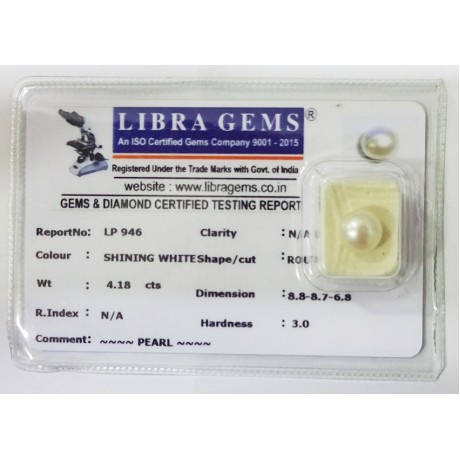 LIBRA GEMS ®
An ISO Certified Gems Company 9001 - 2015
Registered Under the Trade Marks with Govt. of India
website : www.libragems.co.in
GEMS & DIAMOND CERTIFIED TESTING REPORT
ReportNo: LP 946 Clarity : N/A
Colour : SHINING WHITE Shape/cut :
Wt : 4.18 cts Dimension : 8.8-8.7-6.8
R.Index : N/A Hardness : 3.0
Comment: ~~~~ PEARL ~~~~